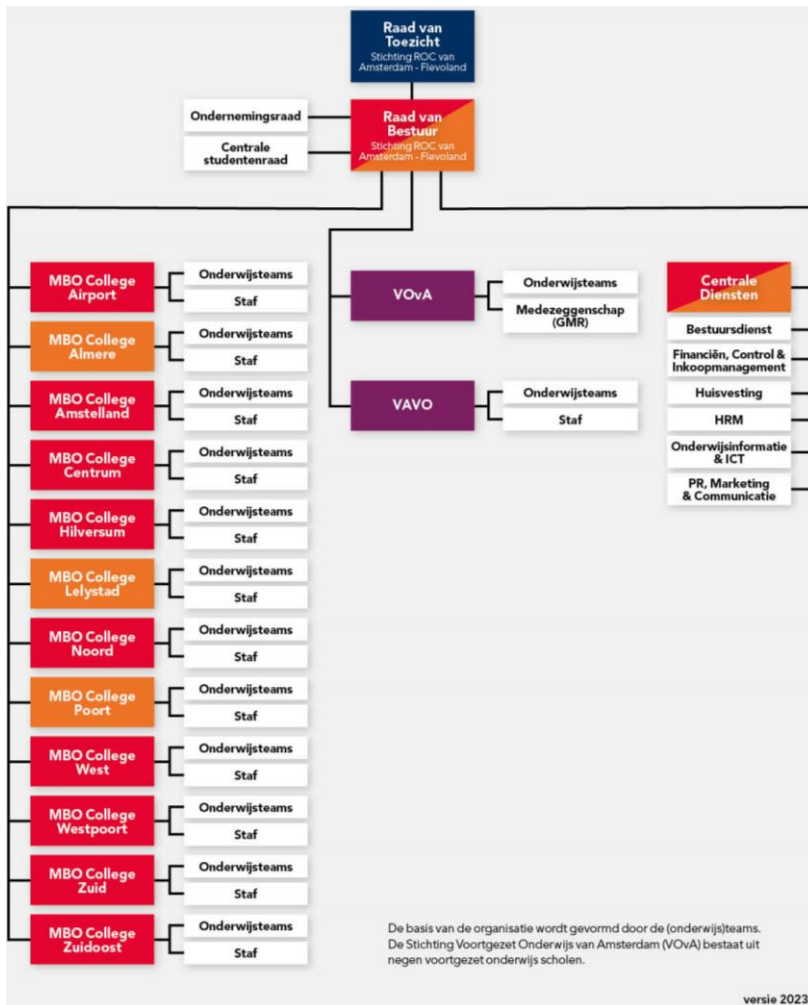 Raad van
Toezicht
Stichting ROC van
Amsterdam - Flevoland
Ondernemingsraad
Centrale
studentenraad
Raad van
Bestuur
Stichting ROC van
Amsterdam - Flevoland
MBO College
Airport
Onderwijsteams
Staf
MBO College
Almere
Onderwijsteams
Staf
MBO College
Amstelland
Onderwijsteams
Staf
MBO College
Centrum
Onderwijsteams
Staf
MBO College
Hilversum
Onderwijsteams
Staf
MBO College
Lelystad
Onderwijsteams
Staf
MBO College
Noord
Onderwijsteams
Staf
MBO College
Poort
Onderwijsteams
Staf
MBO College
West
Onderwijsteams
Staf
MBO College
Westpoort
Onderwijsteams
Staf
MBO College
Zuid
Onderwijsteams
Staf
MBO College
Zuidoost
Onderwijsteams
Staf
VOvA
Onderwijsteams
Medezeggenschap
(GMR)
VAVO
Onderwijsteams
Staf
Centrale
Diensten
Bestuursdienst
Financiën, Control &
Inkoopmanagement
Huisvesting
HRM
Onderwijsinformatie
& ICT
PR, Marketing
& Communicatie
De basis van de organisatie wordt gevormd door de (onderwijs)teams.
De Stichting Voortgezet Onderwijs van Amsterdam (VOvA) bestaat uit
negen voortgezet onderwijs scholen.
versie 2023